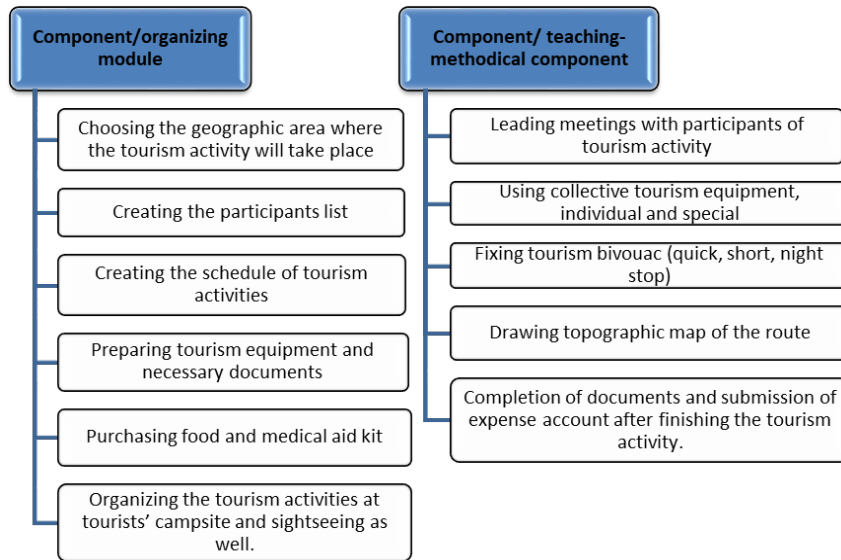 Component/organizing
module
Choosing the geographic area where
the tourism activity will take place
Creating the participants list
Creating the schedule of tourism
activities
Preparing tourism equipment and
necessary documents
Purchasing food and medical aid kit
Organizing the tourism activities at
tourists’ campsite and sightseeing as
well.
Component/ teaching-
methodical component
Leading meetings with participants of
tourism activity
Using collective tourism equipment,
individual and special
Fixing tourism bivouac (quick, short, night
stop)
Drawing topographic map of the route
Completion of documents and submission of
expense account after finishing the tourism
activity.